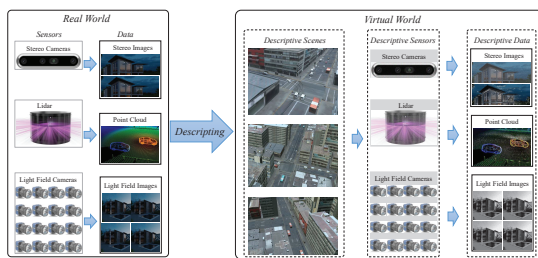 Real World
Sensors
Data
Stereo Cameras
Stereo Images
Lidar
Point Cloud
Light Field Cameras
Light Field Images
Descripting
Virtual World
Descriptive Scenes
Descriptive Sensors
Descriptive Data
Stereo Cameras
Stereo Images
Lidar
Point Cloud
Light Field Cameras
Light Field Images